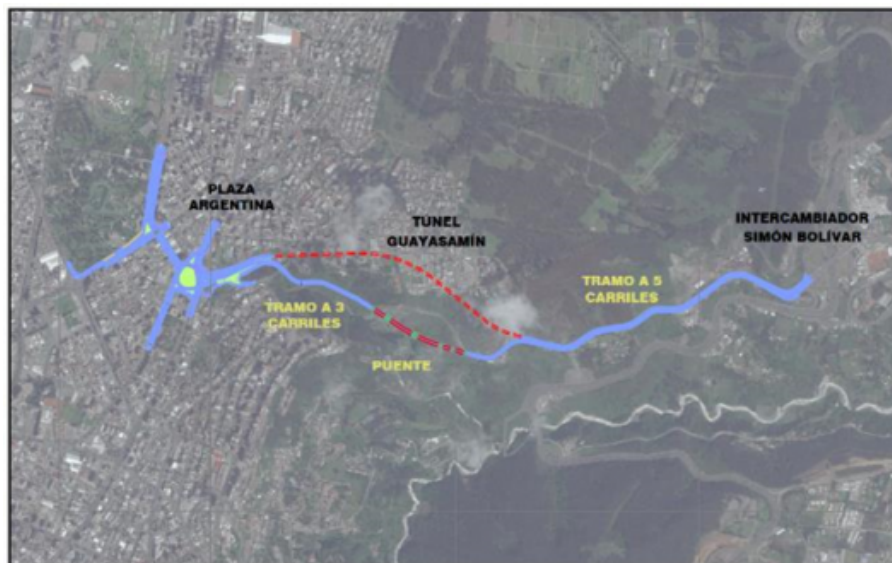 PLAZA
ARGENTINA
TUNEL
GUAYASAMÍN
INTERCAMBIADOR
SIMÓN BOLÍVAR
TRAMO A 5
CARRILES
TRAMO A 3
CARRILES
PUENTE